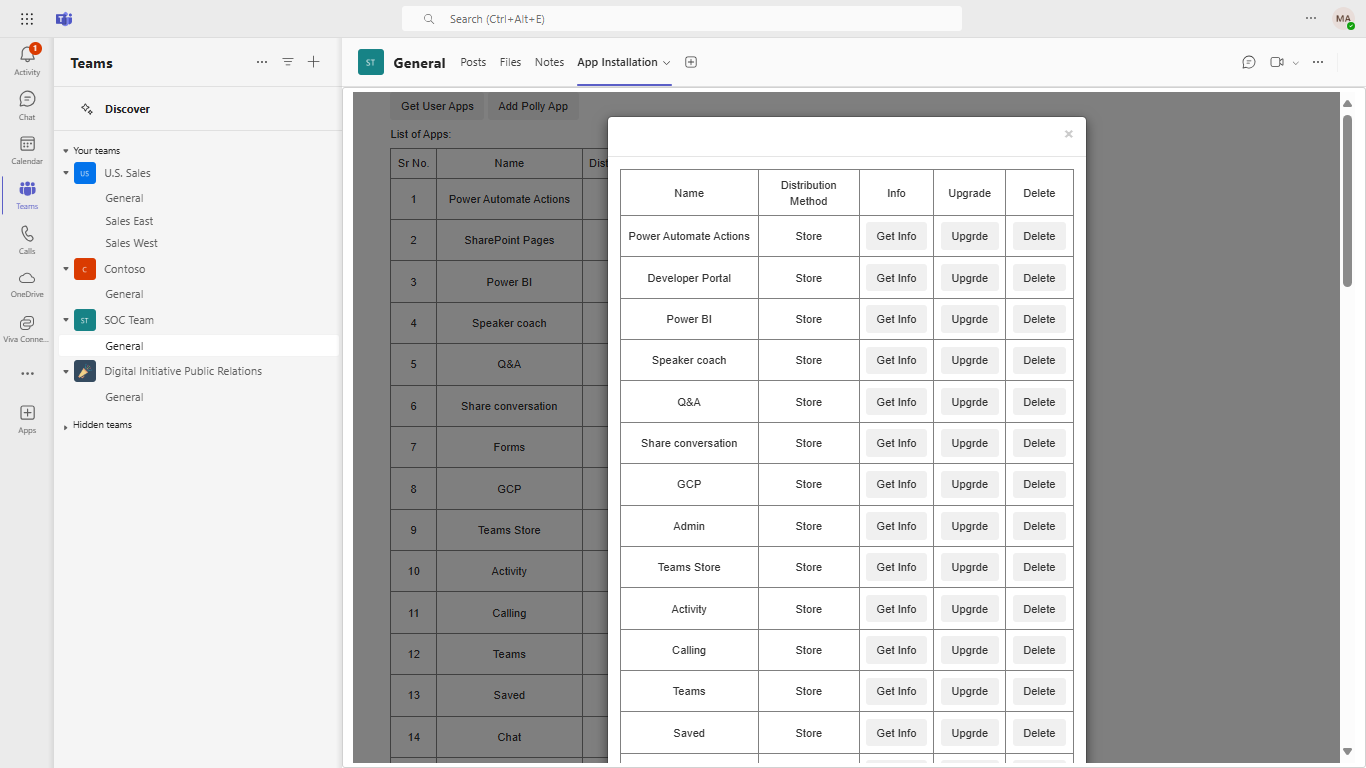 Search (Ctrl+Alt+E)
MA
1
Activity
Chat
Calendar
Teams
Calls
OneDrive
Viva Conne...
Apps
Teams
Discover
Your teams
US U.S. Sales
General
Sales East
Sales West
C Contoso
General
ST SOC Team
General
Digital Initiative Public Relations
General
Hidden teams
ST General Posts Files Notes App Installation
Get User Apps Add Polly App
List of Apps:
Sr No. Name Dist
1 Power Automate Actions
2 SharePoint Pages
3 Power BI
4 Speaker coach
5 Q&A
6 Share conversation
7 Forms
8 GCP
9 Teams Store
10 Activity
11 Calling
12 Teams
13 Saved
14 Chat
×
Name Distribution Method Info Upgrade Delete
Power Automate Actions Store Get Info Upgrde Delete
Developer Portal Store Get Info Upgrde Delete
Power BI Store Get Info Upgrde Delete
Speaker coach Store Get Info Upgrde Delete
Q&A Store Get Info Upgrde Delete
Share conversation Store Get Info Upgrde Delete
GCP Store Get Info Upgrde Delete
Admin Store Get Info Upgrde Delete
Teams Store Store Get Info Upgrde Delete
Activity Store Get Info Upgrde Delete
Calling Store Get Info Upgrde Delete
Teams Store Get Info Upgrde Delete
Saved Store Get Info Upgrde Delete